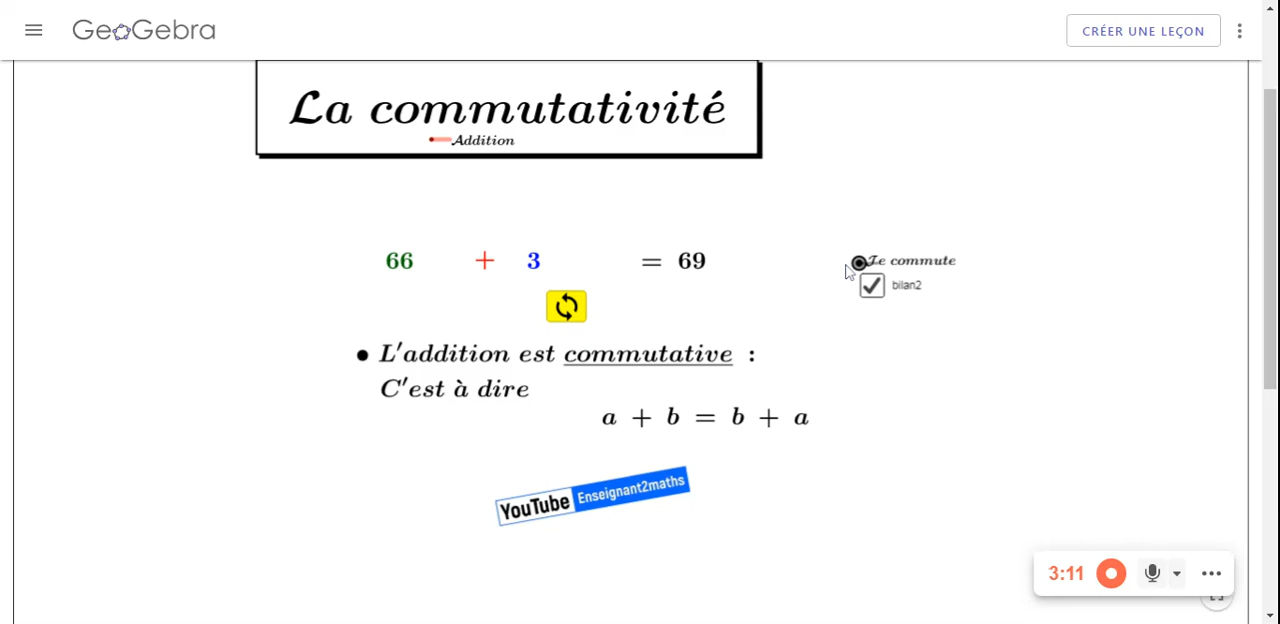 GeoGebra
CRÉER UNE LEÇON
La commutativité
Addition
66 + 3 = 69
Je commute
bilan2
• L'addition est commutative :
C'est à dire
a + b = b + a
YouTube Enseignant2maths
3:11